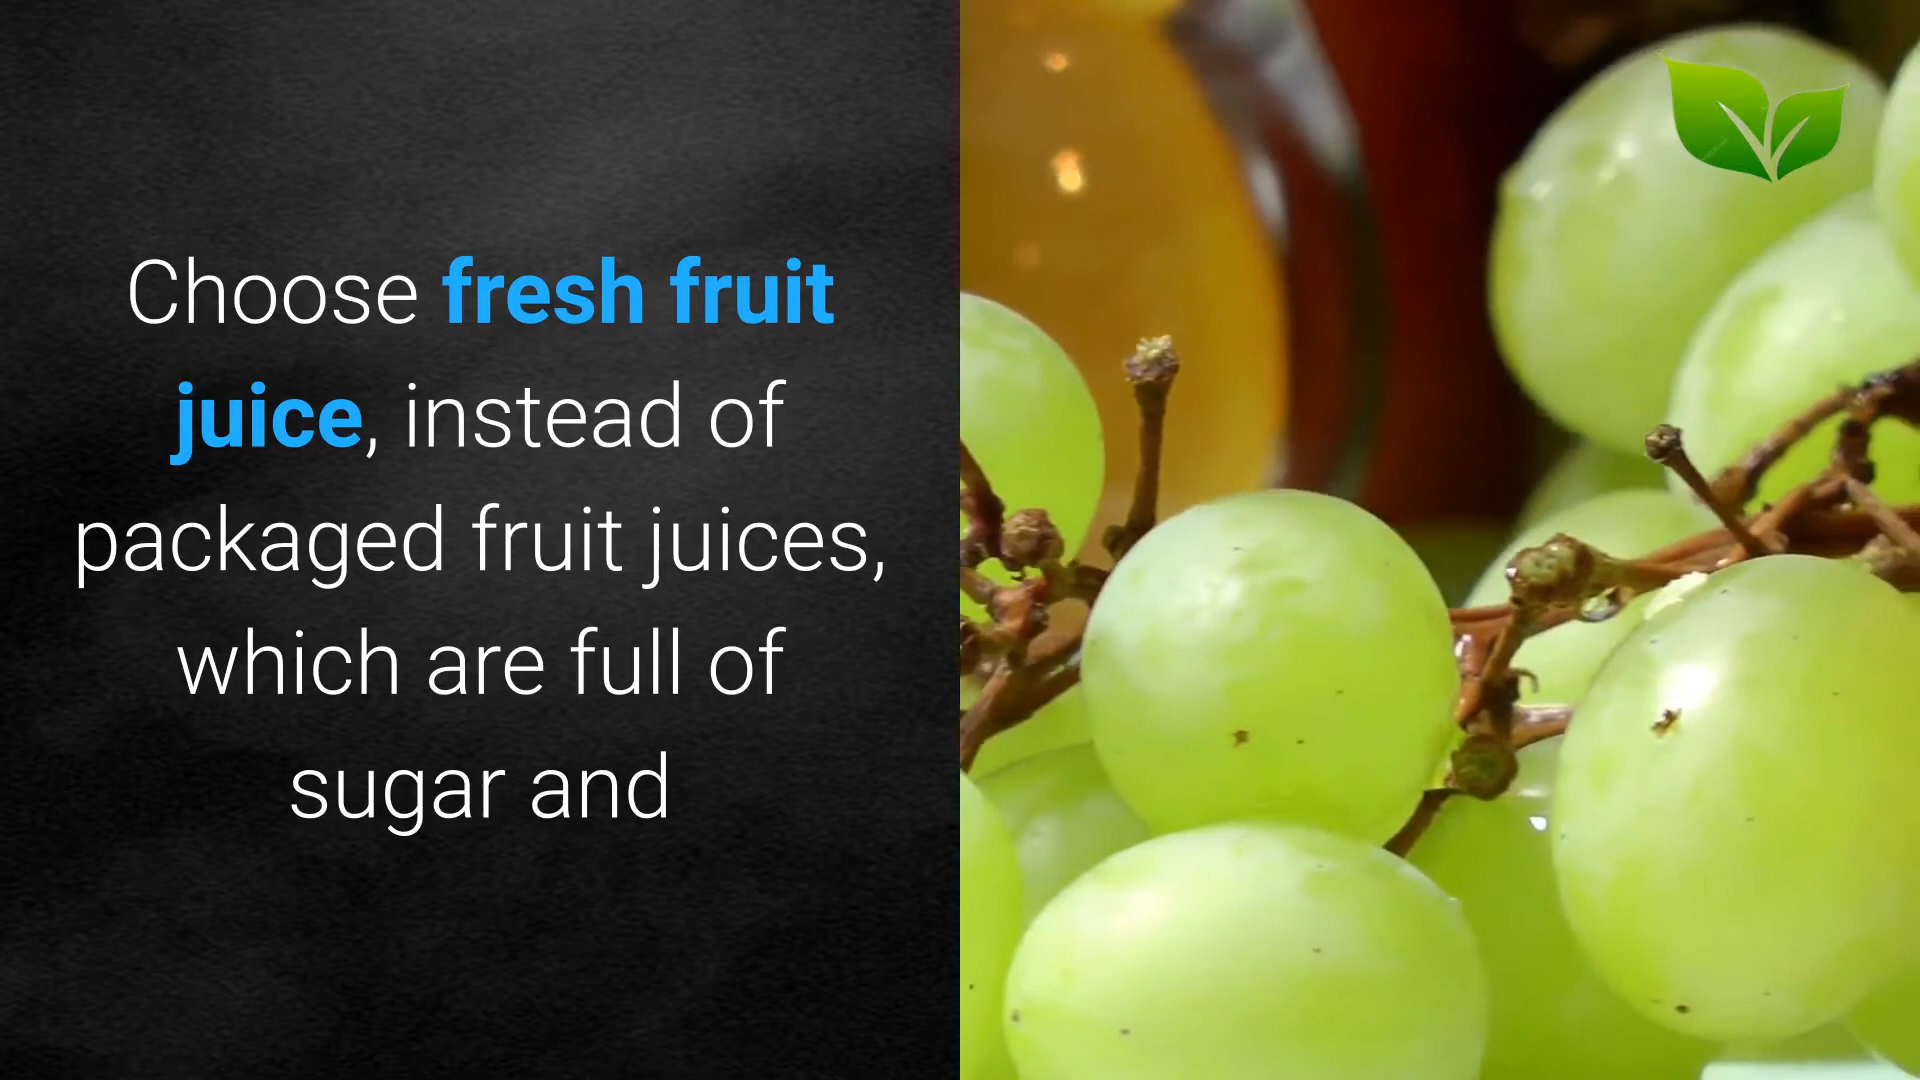 Choose fresh fruit
juice, instead of
packaged fruit juices,
which are full of
sugar and